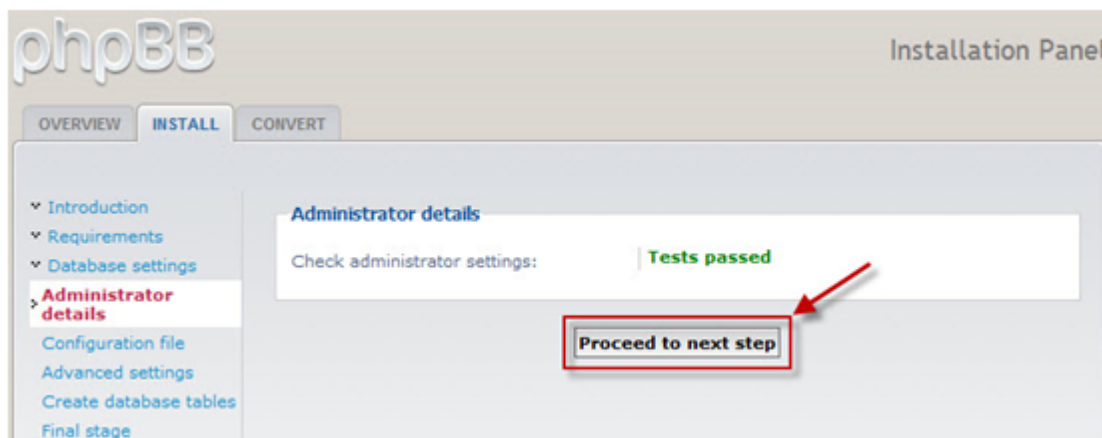 phpBB
Installation Panel
OVERVIEW INSTALL CONVERT
Introduction
Requirements
Database settings
Administrator
details
Configuration file
Advanced settings
Create database tables
Final stage
Administrator details
Check administrator settings: Tests passed
Proceed to next step